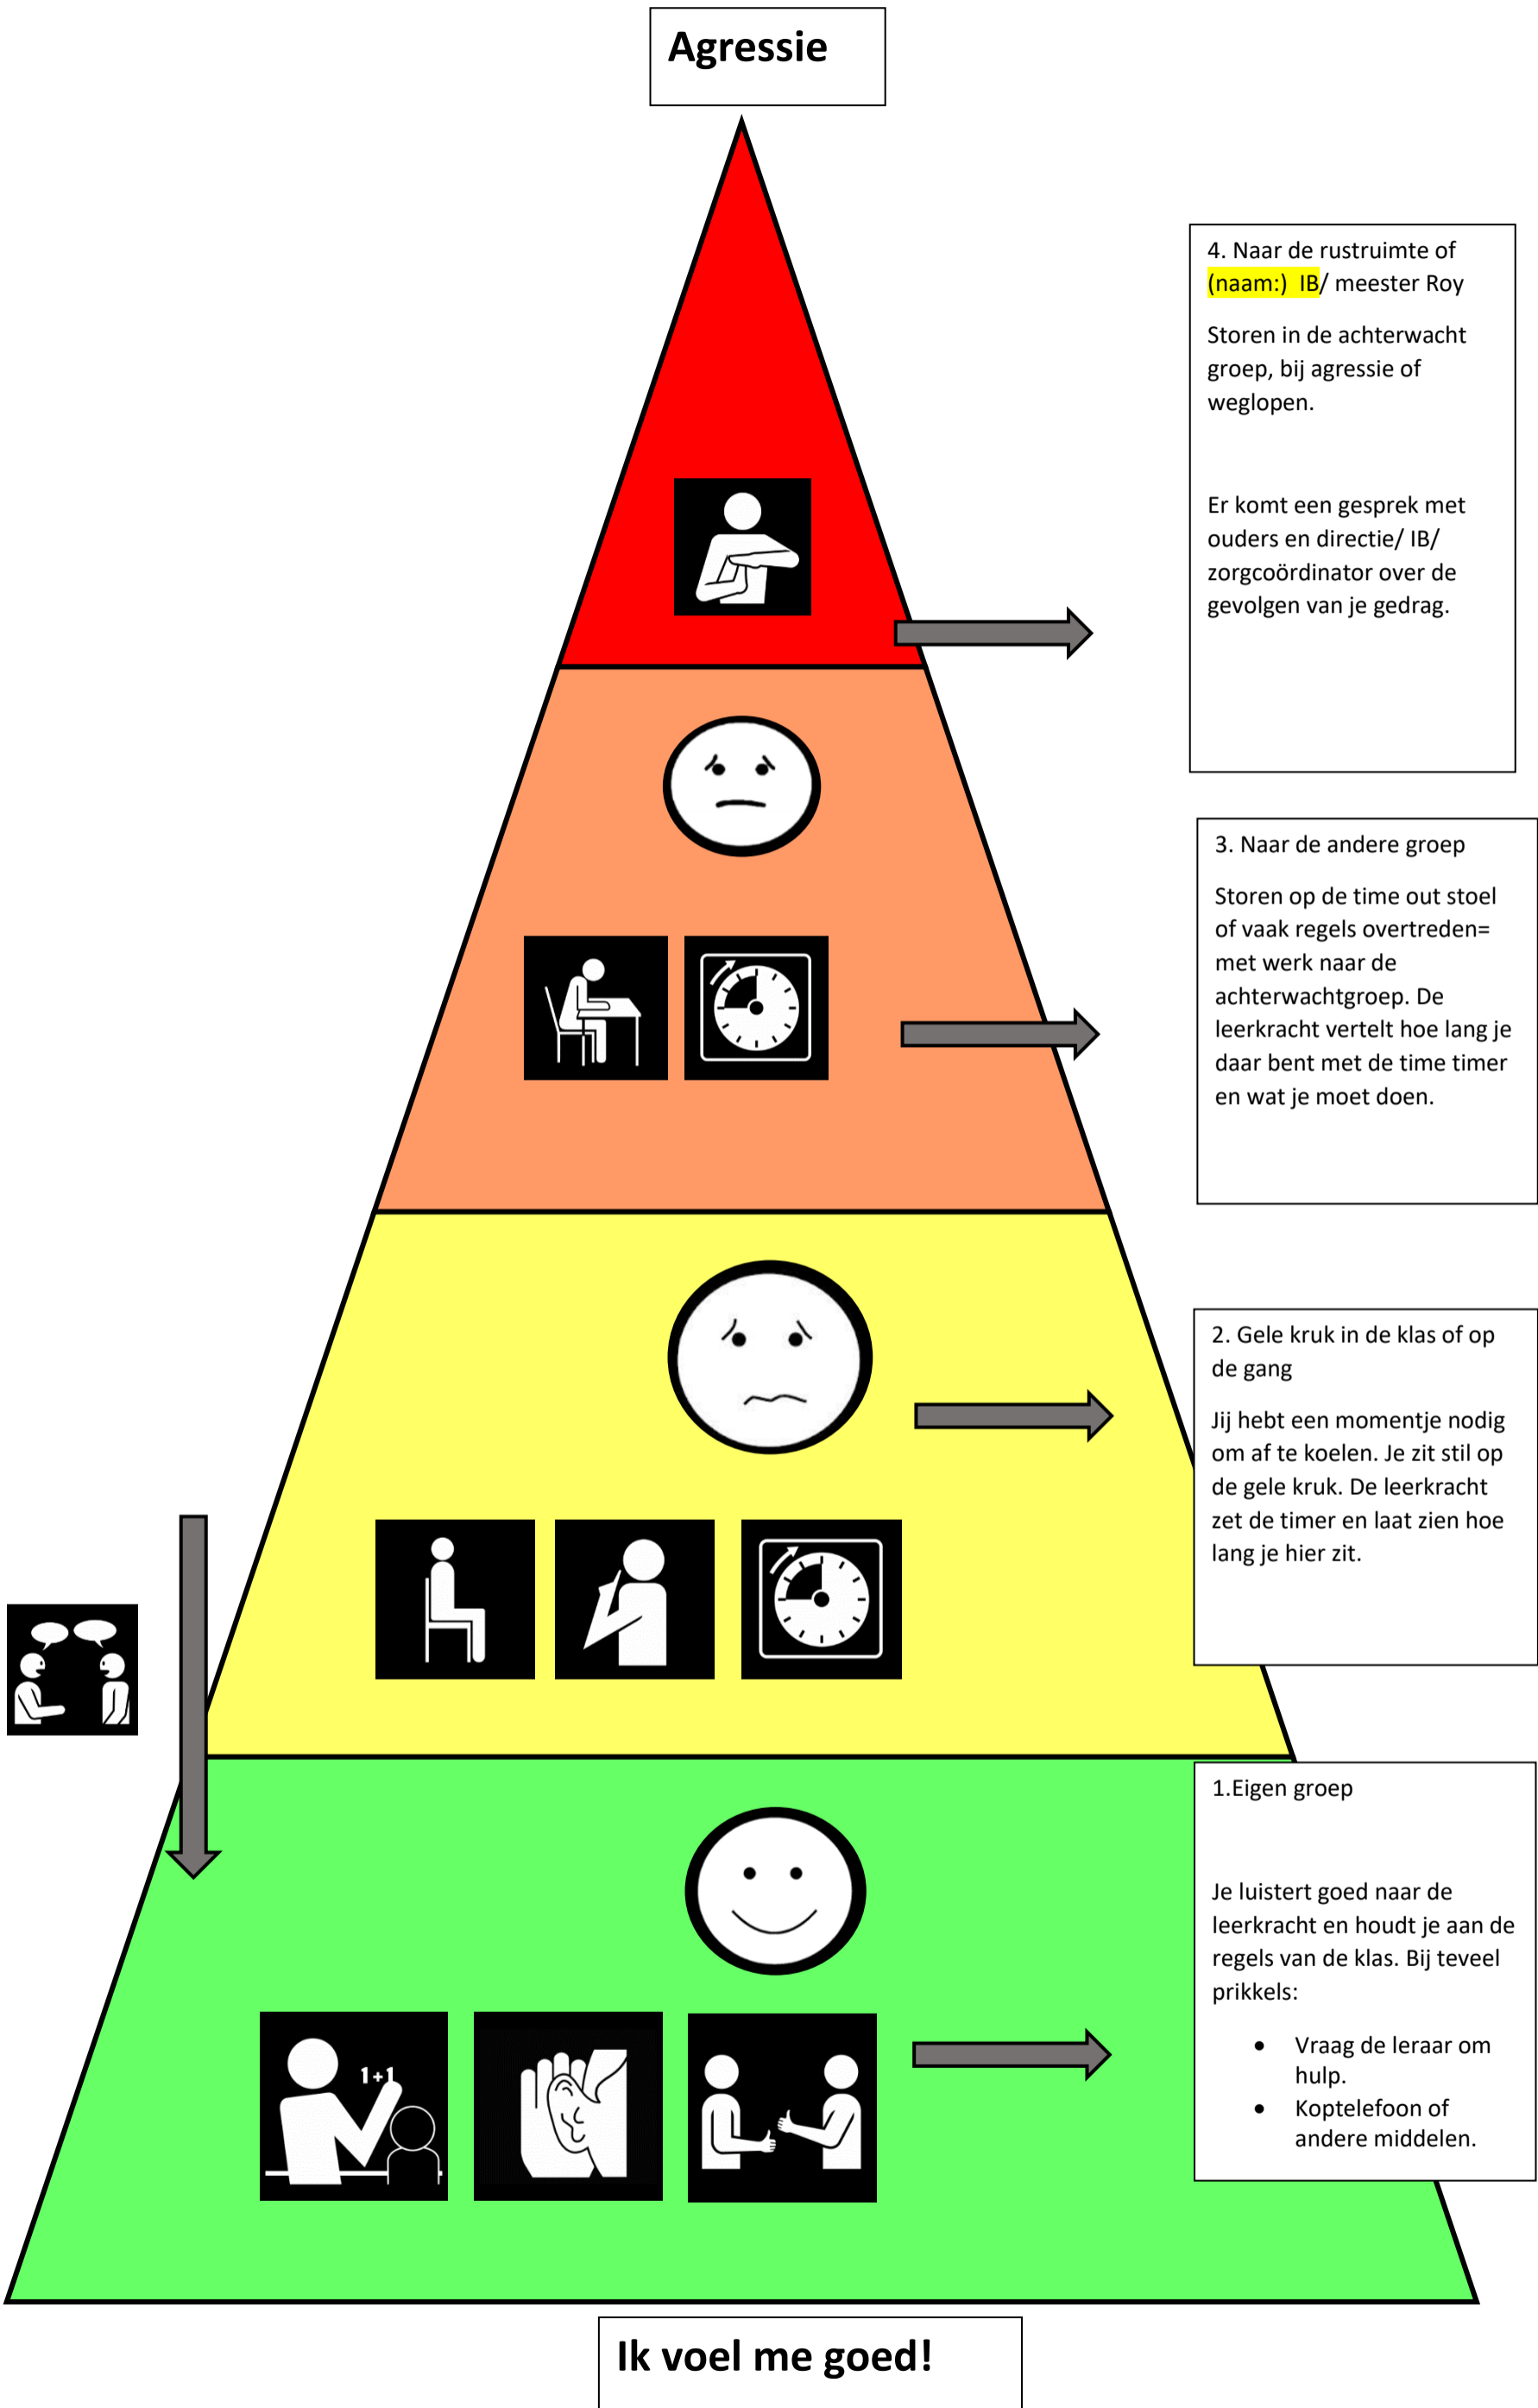 Agressie
4. Naar de rustruimte of
(naam:) IB/ meester Roy
Storen in de achterwacht
groep, bij agressie of
weglopen.
Er komt een gesprek met
ouders en directie/ IB/
zorgcoördinator over de
gevolgen van je gedrag.
3. Naar de andere groep
Storen op de time out stoel
of vaak regels overtreden=
met werk naar de
achterwachtgroep. De
leerkracht vertelt hoe lang je
daar bent met de time timer
en wat je moet doen.
2. Gele kruk in de klas of op
de gang
Jij hebt een momentje nodig
om af te koelen. Je zit stil op
de gele kruk. De leerkracht
zet de timer en laat zien hoe
lang je hier zit.
1.Eigen groep
Je luistert goed naar de
leerkracht en houdt je aan de
regels van de klas. Bij teveel
prikkels:
• Vraag de leraar om
hulp.
• Koptelefoon of
andere middelen.
1+1
Ik voel me goed!